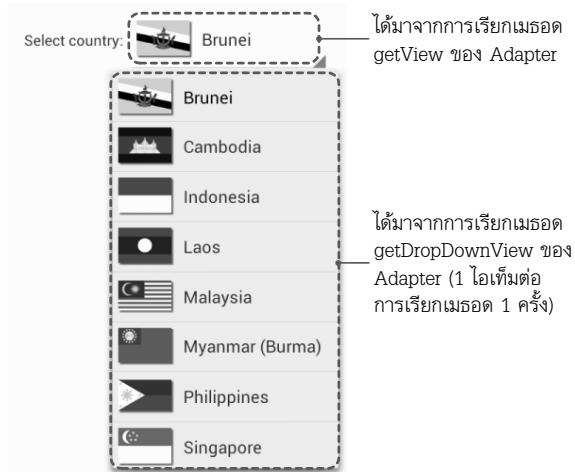 Select country:
Brunei
ได้มาจากการเรียกเมธอด
getView ของ Adapter
Brunei
Cambodia
Indonesia
Laos
Malaysia
Myanmar (Burma)
Philippines
Singapore
ได้มาจากการเรียกเมธอด
getDropDownView ของ
Adapter (1 ไอเท็มต่อ
การเรียกเมธอด 1 ครั้ง)